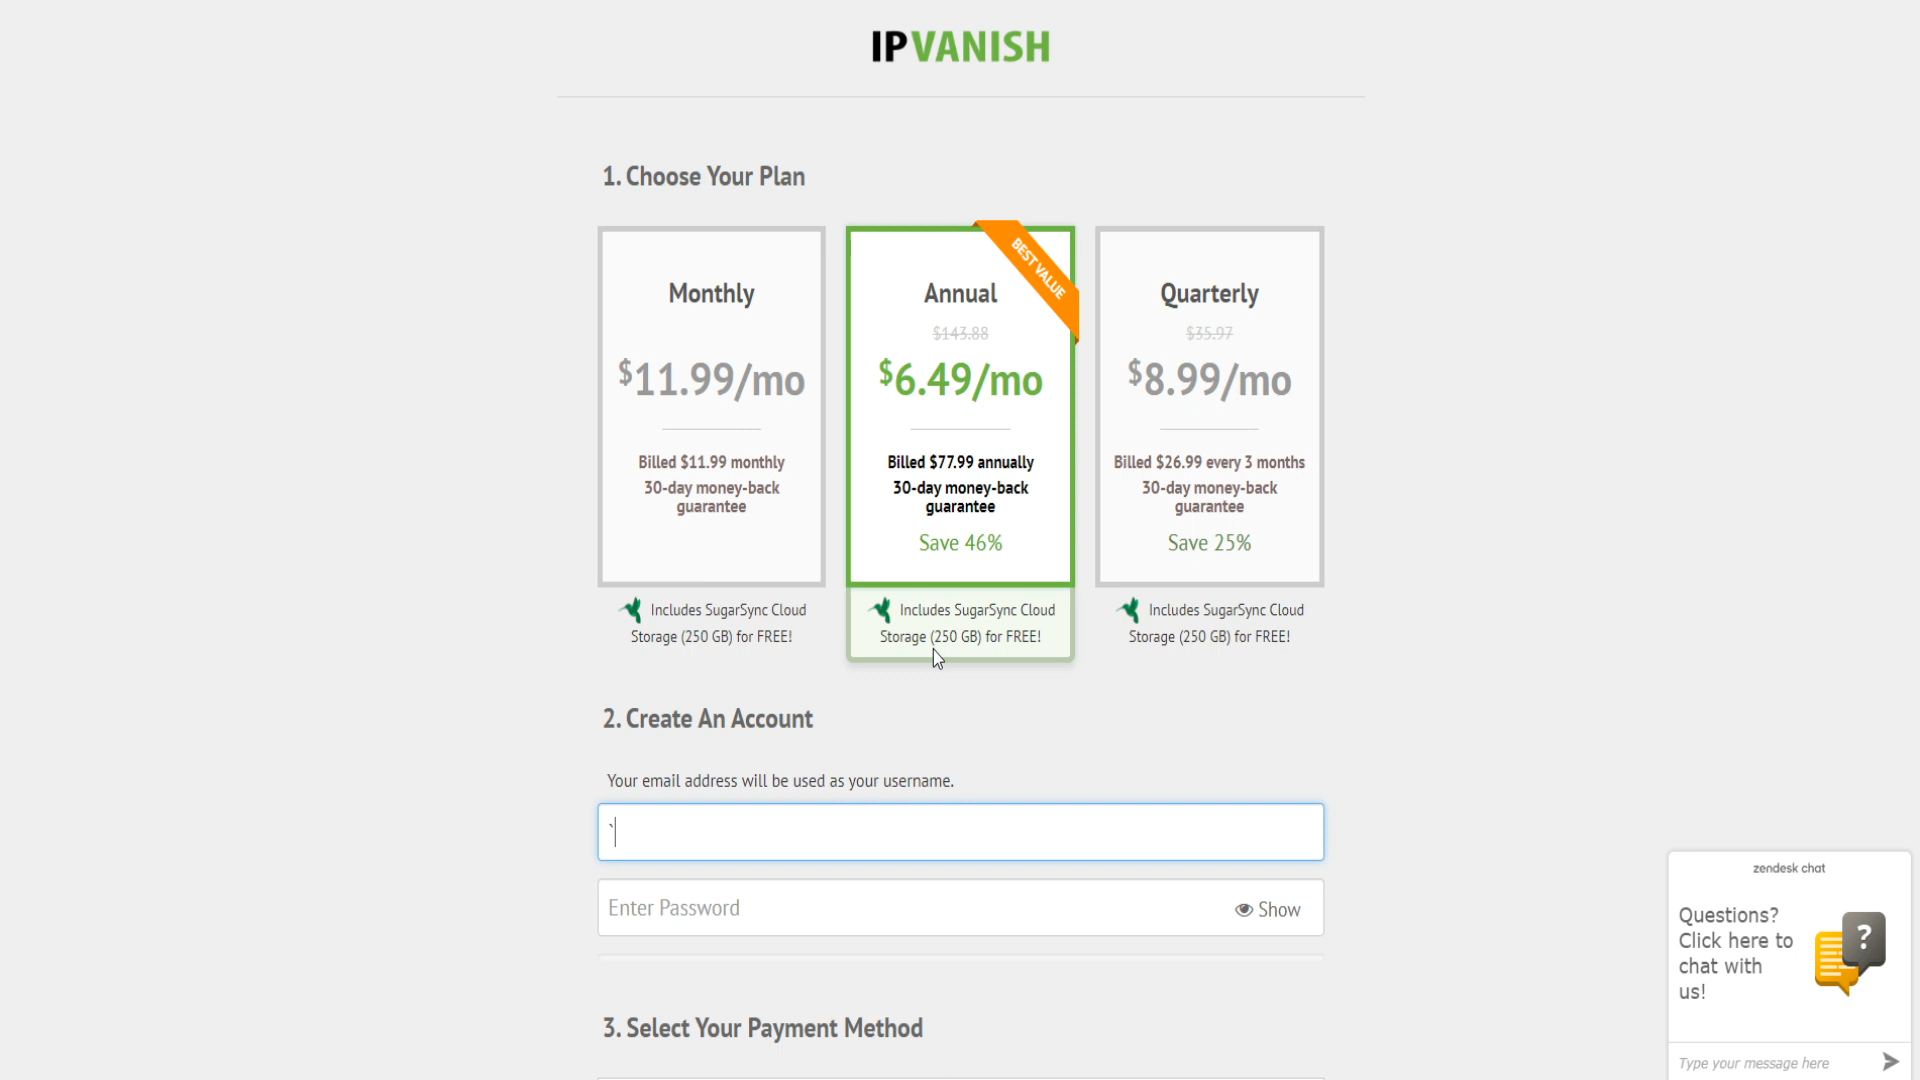 IPVANISH
1. Choose Your Plan
Monthly
$11.99/mo
Billed $11.99 monthly
30-day money-back
guarantee
Includes SugarSync Cloud
Storage (250 GB) for FREE!
BEST VALUE
Annual
$143.88
$6.49/mo
Billed $77.99 annually
30-day money-back
guarantee
Save 46%
Includes SugarSync Cloud
Storage (250 GB) for FREE!
Quarterly
$35.97
$8.99/mo
Billed $26.99 every 3 months
30-day money-back
guarantee
Save 25%
Includes SugarSync Cloud
Storage (250 GB) for FREE!
2. Create An Account
Your email address will be used as your username.
`
Enter Password
Show
3. Select Your Payment Method
zendesk chat
Questions?
Click here to
chat with
us!
?
Type your message here